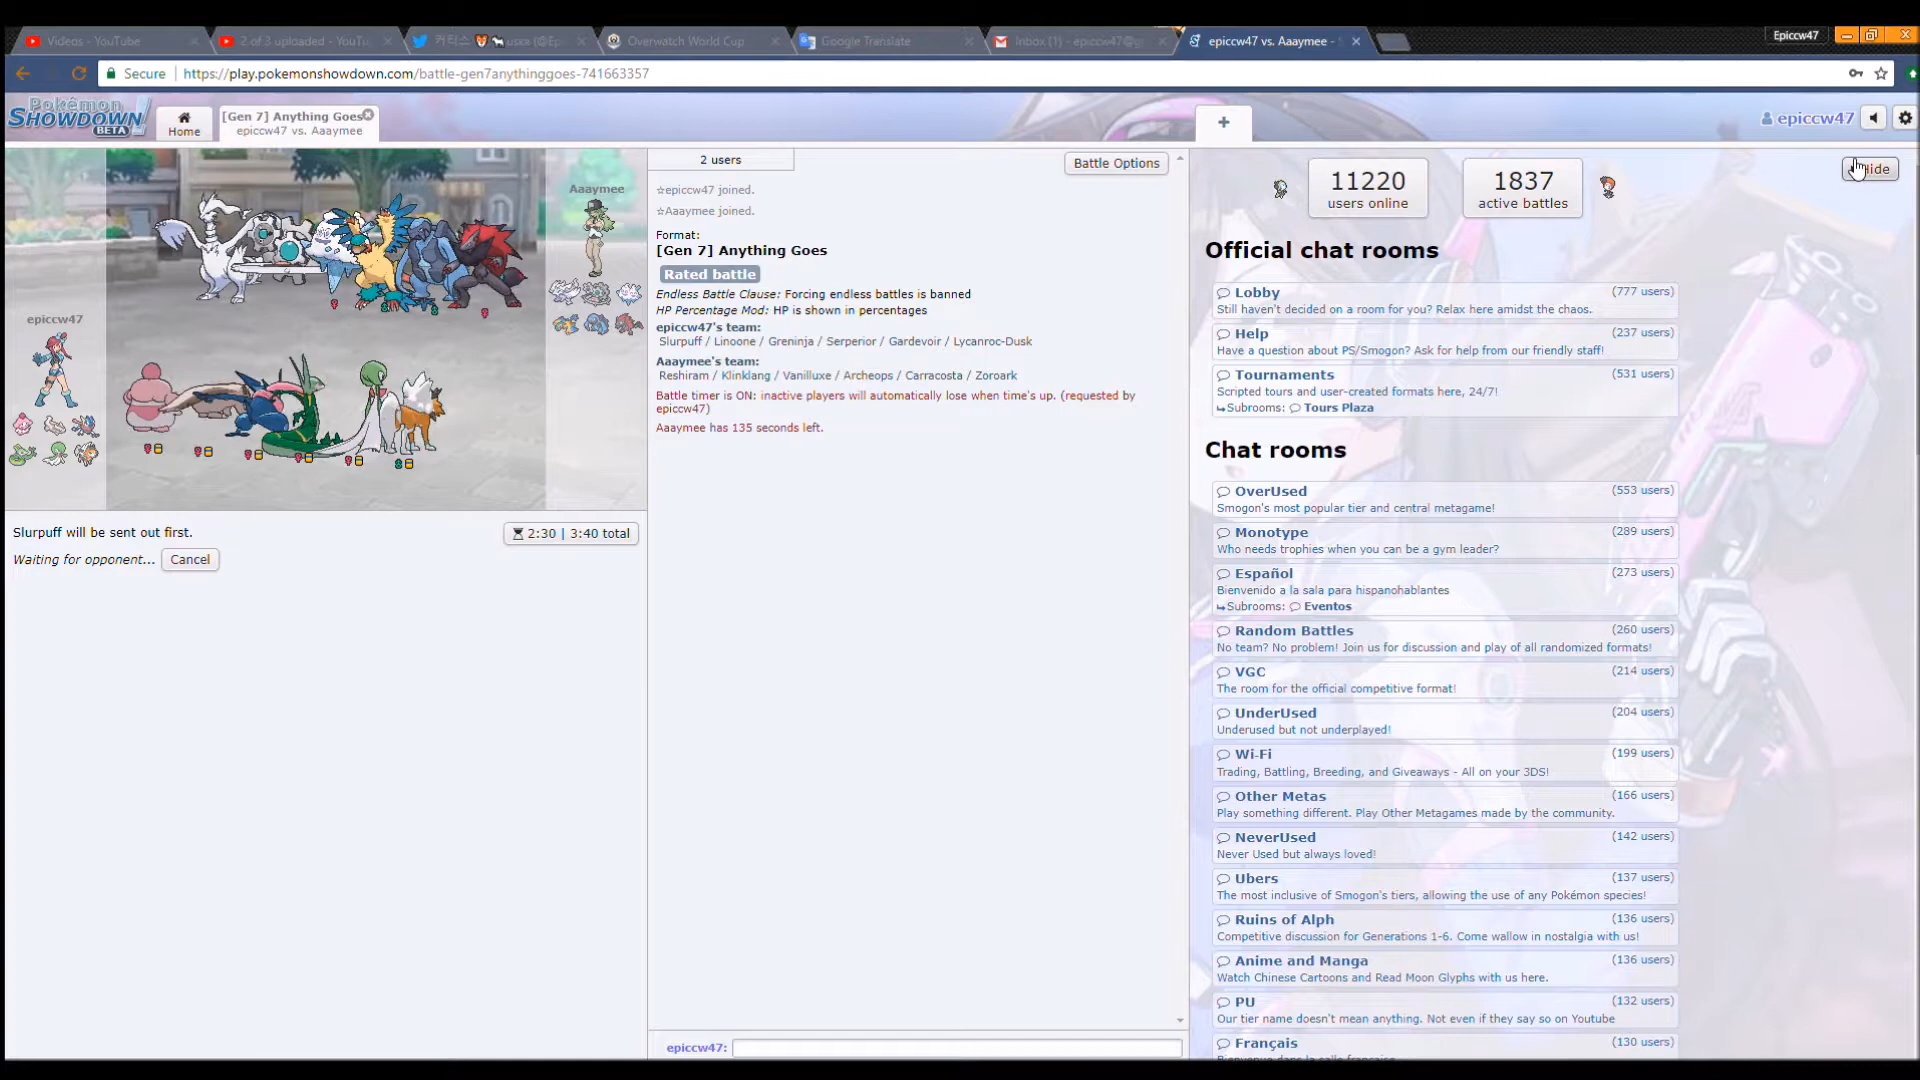 Videos - YouTube
2 of 3 uploaded - YouTu
커티스
Overwatch World Cup
Google Translate
Inbox (1) - epiccw47@g
epiccw47 vs. Aaaymee -
Epiccw47
Secure
https://play.pokemonshowdown.com/battle-gen7anythinggoes-741663357
Pokémon
SHOWDOWN!
BETA
Home
[Gen 7] Anything Goes
epiccw47 vs. Aaaymee
+
epiccw47
2 users
Battle Options
☆epiccw47 joined.
☆Aaaymee joined.
Format:
[Gen 7] Anything Goes
Rated battle
Endless Battle Clause: Forcing endless battles is banned
HP Percentage Mod: HP is shown in percentages
epiccw47's team:
Slurpuff / Linoone / Greninja / Serperior / Gardevoir / Lycanroc-Dusk
Aaaymee's team:
Reshiram / Klinklang / Vanilluxe / Archeops / Carracosta / Zoroark
Battle timer is ON: inactive players will automatically lose when time's up. (requested by
epiccw47)
Aaaymee has 135 seconds left.
epiccw47:
Aaaymee
epiccw47
Slurpuff will be sent out first.
2:30 | 3:40 total
Waiting for opponent...
Cancel
11220
users online
1837
active battles
Hide
Official chat rooms
Lobby (777 users)
Still haven't decided on a room for you? Relax here amidst the chaos.
Help (237 users)
Have a question about PS/Smogon? Ask for help from our friendly staff!
Tournaments (531 users)
Scripted tours and user-created formats here, 24/7!
↳Subrooms: Tours Plaza
Chat rooms
OverUsed (553 users)
Smogon's most popular tier and central metagame!
Monotype (289 users)
Who needs trophies when you can be a gym leader?
Español (273 users)
Bienvenido a la sala para hispanohablantes
↳Subrooms: Eventos
Random Battles (260 users)
No team? No problem! Join us for discussion and play of all randomized formats!
VGC (214 users)
The room for the official competitive format!
UnderUsed (204 users)
Underused but not underplayed!
Wi-Fi (199 users)
Trading, Battling, Breeding, and Giveaways - All on your 3DS!
Other Metas (166 users)
Play something different. Play Other Metagames made by the community.
NeverUsed (142 users)
Never Used but always loved!
Ubers (137 users)
The most inclusive of Smogon's tiers, allowing the use of any Pokémon species!
Ruins of Alph (136 users)
Competitive discussion for Generations 1-6. Come wallow in nostalgia with us!
Anime and Manga (136 users)
Watch Chinese Cartoons and Read Moon Glyphs with us here.
PU (132 users)
Our tier name doesn't mean anything. Not even if they say so on Youtube
Français (130 users)